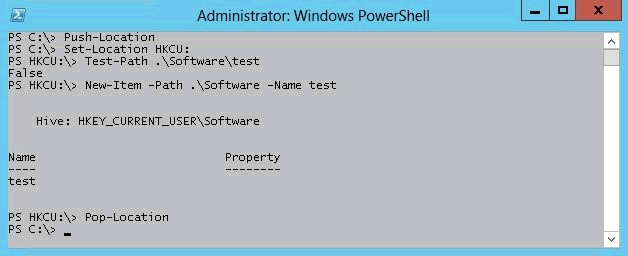 Administrator: Windows PowerShell
PS C:\> Push-Location
PS C:\> Set-Location HKCU:
PS HKCU:\> Test-Path .\Software\test
False
PS HKCU:\> New-Item -Path .\Software -Name test
Hive: HKEY_CURRENT_USER\Software
Name Property
---- --------
test
PS HKCU:\> Pop-Location
PS C:\> _